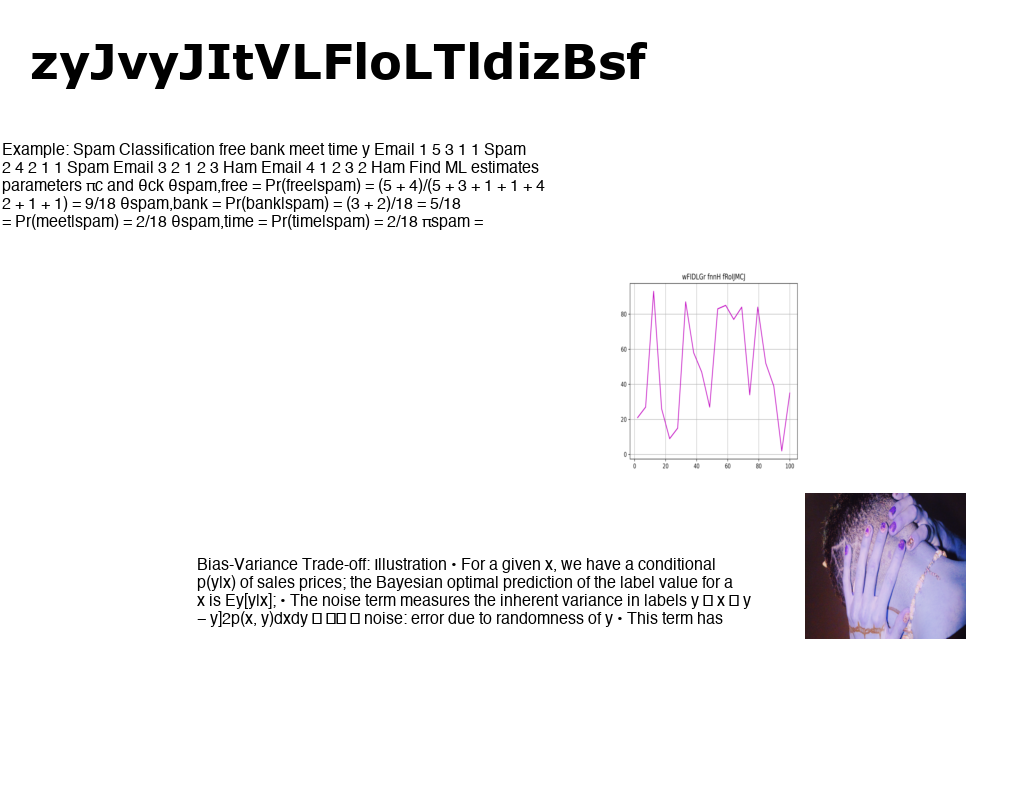 zyJvyJItVLFloLTldizBsf
Example: Spam Classification free bank meet time y Email 1 5 3 1 1 Spam
2 4 2 1 1 Spam Email 3 2 1 2 3 Ham Email 4 1 2 3 2 Ham Find ML estimates
parameters πc and θck θspam,free = Pr(free|spam) = (5 + 4)/(5 + 3 + 1 + 1 + 4
2 + 1 + 1) = 9/18 θspam,bank = Pr(bank|spam) = (3 + 2)/18 = 5/18
= Pr(meet|spam) = 2/18 θspam,time = Pr(time|spam) = 2/18 πspam =
80
60
40
20
0
0 20 40 60 80 100
Bias-Variance Trade-off: Illustration • For a given x, we have a conditional
p(y|x) of sales prices; the Bayesian optimal prediction of the label value for a
x is Ey[y|x]; • The noise term measures the inherent variance in labels y □ x □ y
– y]2p(x, y)dxdy □ □□ □ noise: error due to randomness of y • This term has